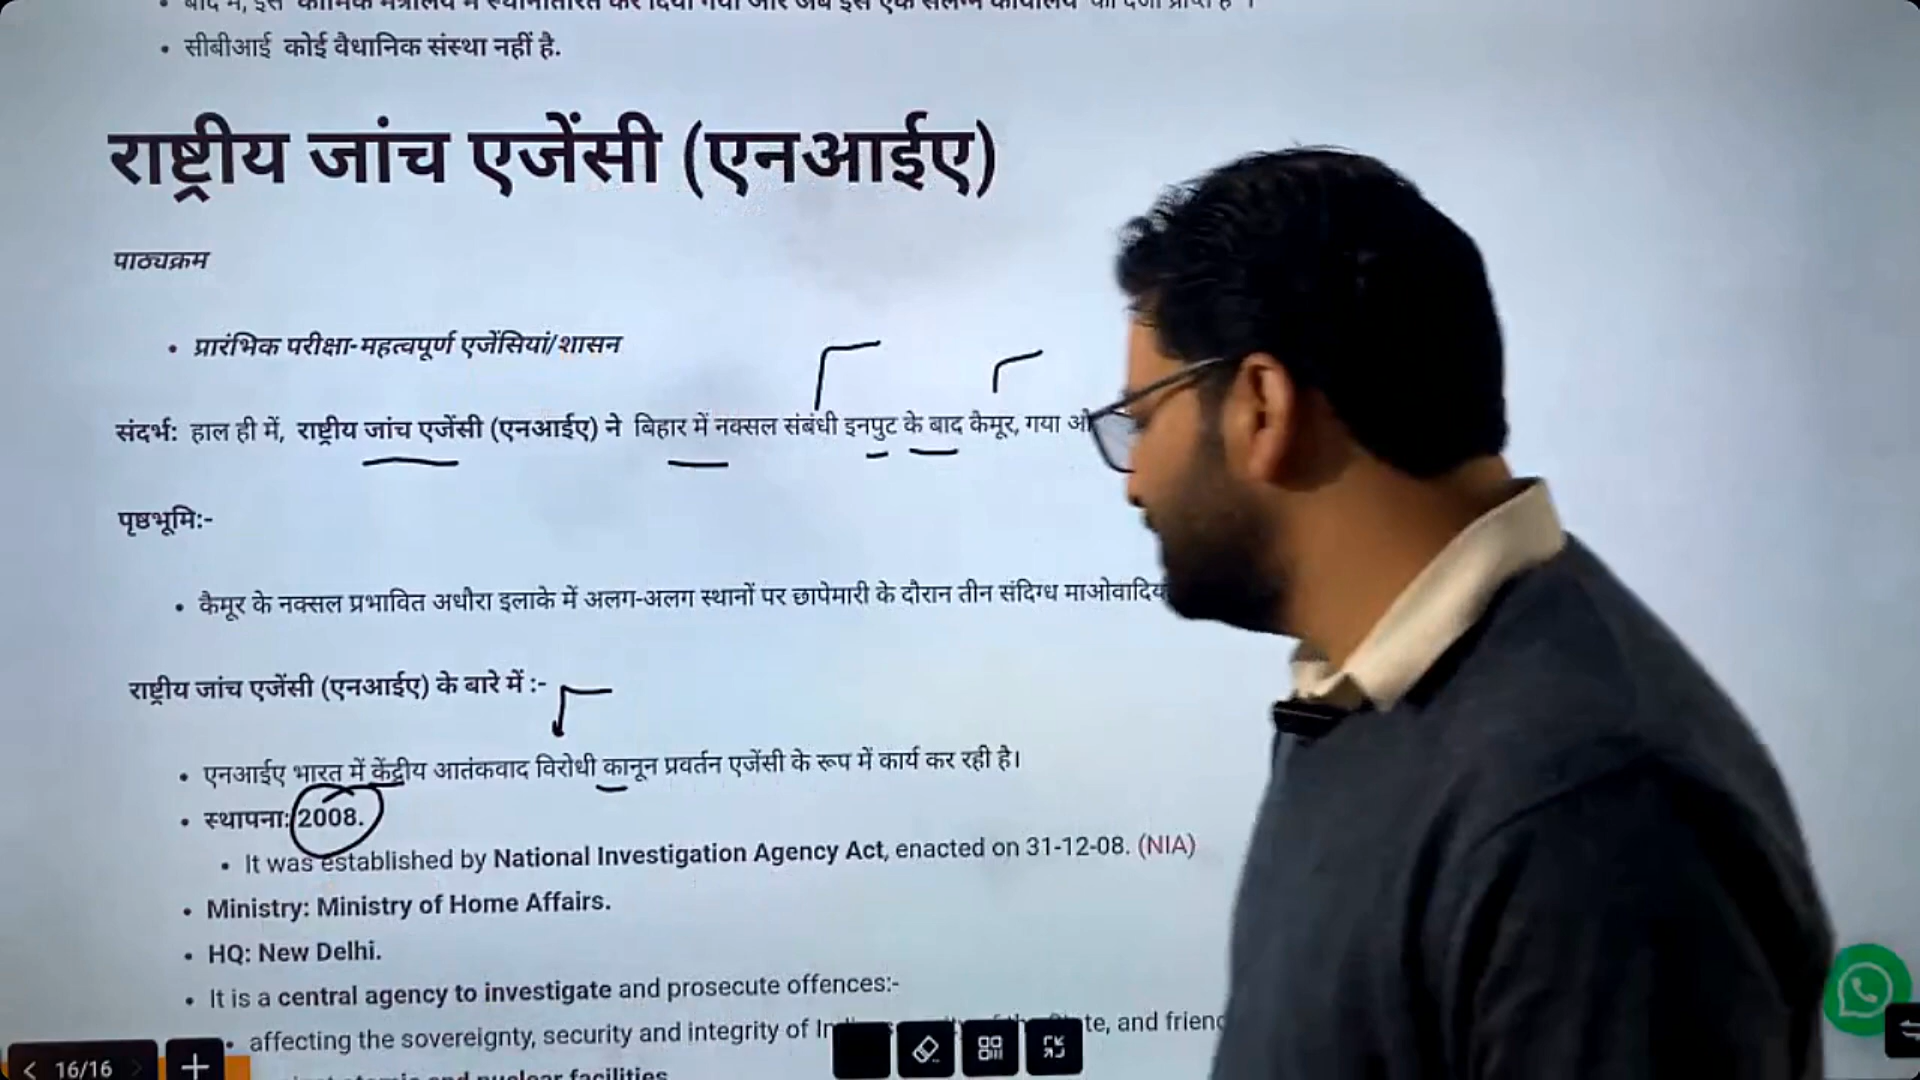 सीबीआई कोई वैधानिक संस्था नहीं है.
राष्ट्रीय जांच एजेंसी (एनआईए)
पाठ्यक्रम
प्रारंभिक परीक्षा-महत्वपूर्ण एजेंसियां/शासन
संदर्भ: हाल ही में, राष्ट्रीय जांच एजेंसी (एनआईए) ने बिहार में नक्सल संबंधी इनपुट के बाद कैमूर, गया
पृष्ठभूमि:-
कैमूर के नक्सल प्रभावित अधौरा इलाके में अलग-अलग स्थानों पर छापेमारी के दौरान तीन संदिग्ध
राष्ट्रीय जांच एजेंसी (एनआईए) के बारे में :-
एनआईए भारत में केंद्रीय आतंकवाद विरोधी कानून प्रवर्तन एजेंसी के रूप में कार्य कर रही है।
स्थापना: 2008.
It was established by National Investigation Agency Act, enacted on 31-12-08. (NIA)
Ministry: Ministry of Home Affairs.
HQ: New Delhi.
It is a central agency to investigate and prosecute offences:-
affecting the sovereignty, security and integrity of and
and nuclear facilities
16/16